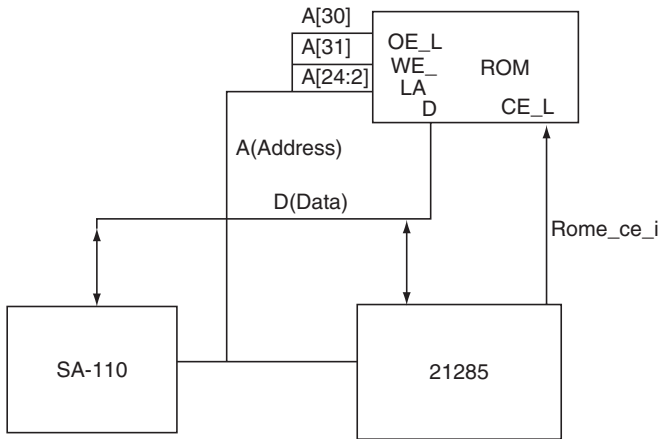 A[30]
A[31]
A[24:2]
OE_L
WE_
LA
D
ROM
CE_L
A(Address)
D(Data)
Rome_ce_i
SA-110
21285